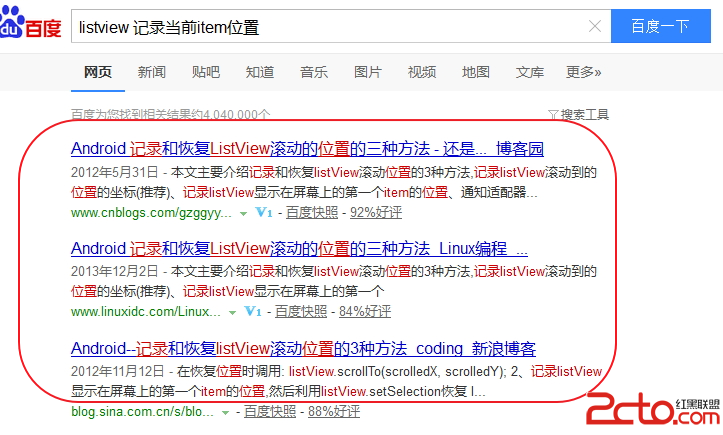 du 百度 listview 记录当前item位置 百度一下
网页 新闻 贴吧 知道 音乐 图片 视频 地图 文库 更多»
百度为您找到相关结果约4,040,000个 搜索工具
Android 记录和恢复ListView滚动的位置的三种方法 - 还是... 博客园
2012年5月31日 - 本文主要介绍记录和恢复listView滚动位置的3种方法,记录listView滚动到的
位置的坐标(推荐)、记录listView显示在屏幕上的第一个item的位置、通知适配器...
www.cnblogs.com/gzggyy... V1 - 百度快照 - 92%好评
Android 记录和恢复ListView滚动的位置的三种方法_Linux编程_...
2013年12月2日 - 本文主要介绍记录和恢复listView滚动位置的3种方法,记录listView滚动到的
位置的坐标(推荐)、记录listView显示在屏幕上的第一个
www.linuxidc.com/Linux... V1 - 百度快照 - 84%好评
Android--记录和恢复listView滚动位置的3种方法_coding_新浪博客
2012年11月12日 - 在恢复位置时调用: listView.scrollTo(scrolledX, scrolledY); 2、记录listView
显示在屏幕上的第一个item的位置,然后利用listView.setSelection恢复 l...
blog.sina.com.cn/s/blo... - 百度快照 - 88%好评
2cto.com 红黑联盟